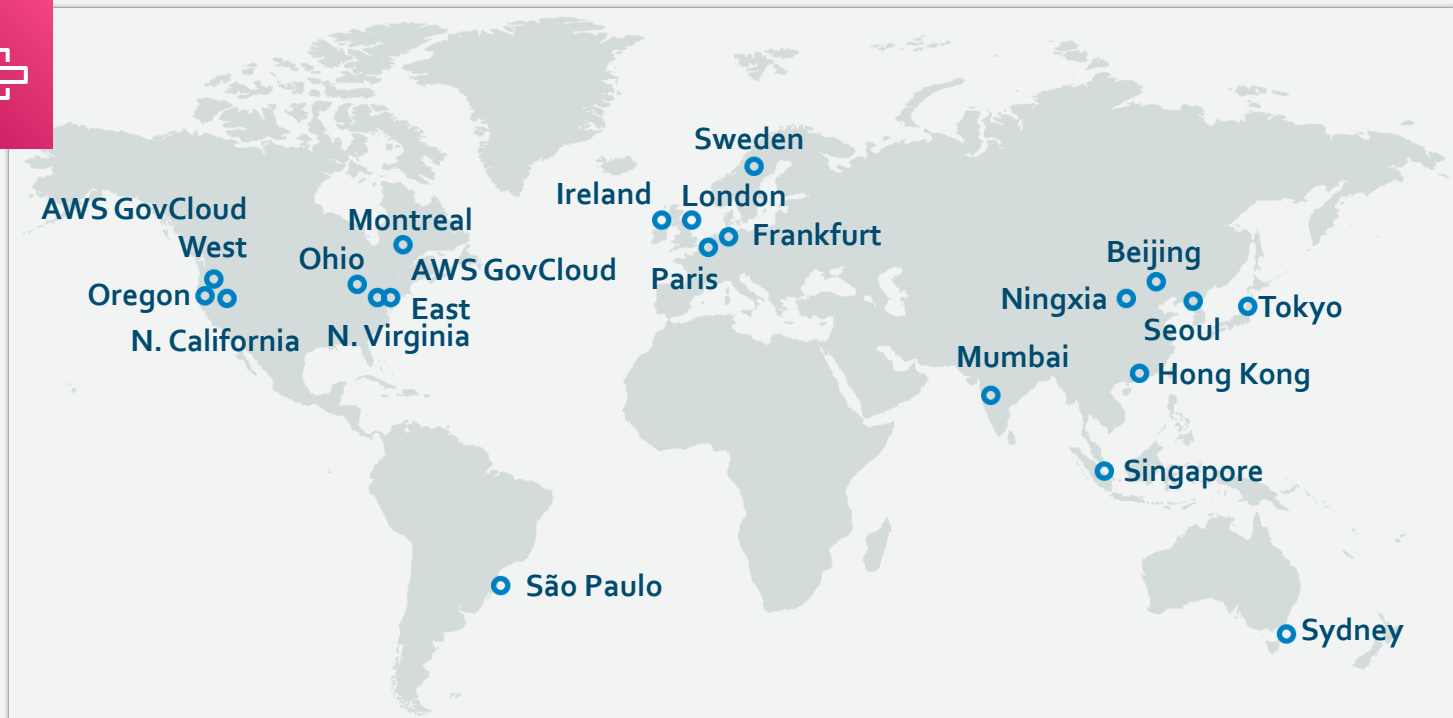 Sweden
Ireland
London
AWS GovCloud
West
Montreal
Frankfurt
Ohio
AWS GovCloud
East
Paris
Beijing
Oregon
Ningxia
Tokyo
N. California
N. Virginia
Seoul
Mumbai
Hong Kong
Singapore
São Paulo
Sydney